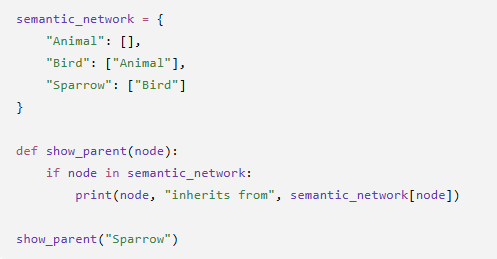 semantic_network = {
    "Animal": [],
    "Bird": ["Animal"],
    "Sparrow": ["Bird"]
}

def show_parent(node):
    if node in semantic_network:
        print(node, "inherits from", semantic_network[node])

show_parent("Sparrow")